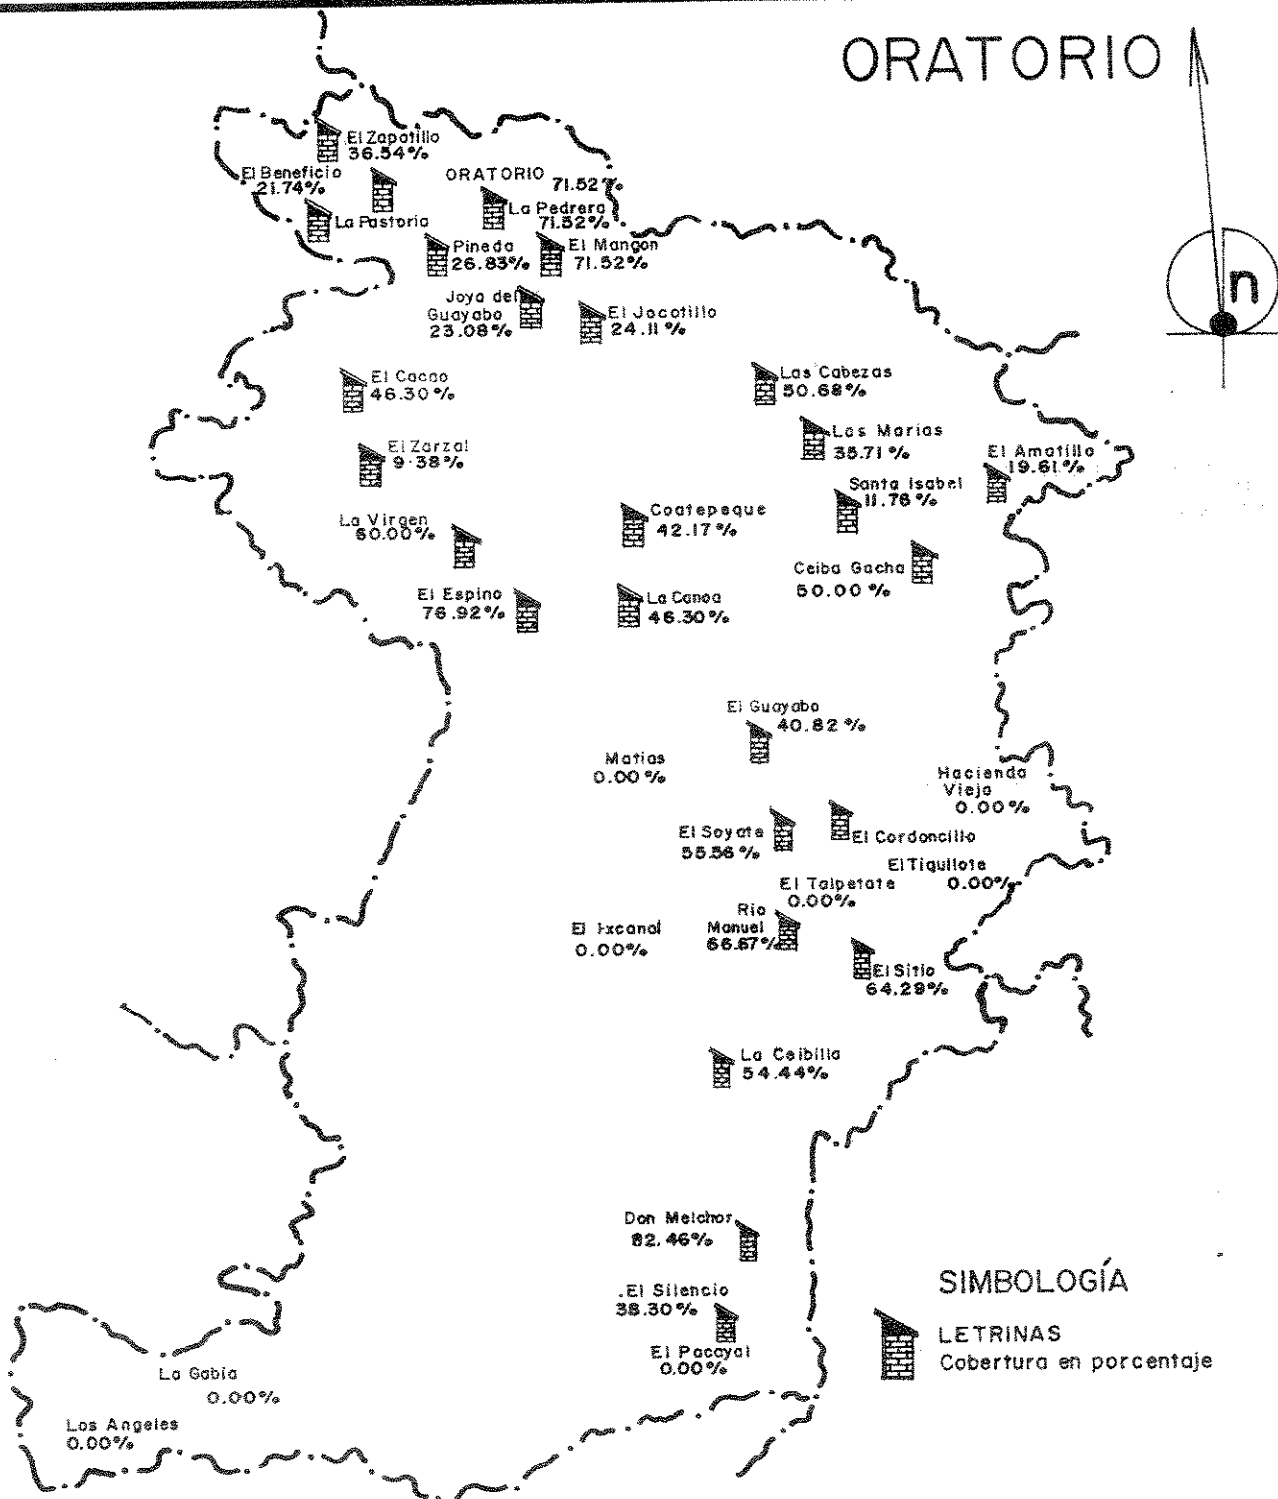 ORATORIO
El Zapatillo
36.54%
El Beneficio
21.74%
ORATORIO 71.52%
La Pastoria
La Pedrera
71.52%
Pineda
26.83%
El Mangon
71.52%
Joya del
Guayabo
23.08%
El Jocotillo
24.11%
n
El Cacao
46.30%
Las Cabezas
50.68%
El Zarzal
9.38%
Las Marias
35.71%
El Amatillo
19.61%
Santa Isabel
11.76%
La Virgen
60.00%
Coatepeque
42.17%
Ceiba Gacha
50.00%
El Espino
76.92%
La Canoa
46.30%
El Guayabo
40.82%
Matias
0.00%
Hacienda
Vieja
0.00%
El Soyate
55.56%
El Cordoncillo
El Tiquilote
0.00%
El Talpetate
0.00%
El Ixcanal
0.00%
Rio
Manuel
66.67%
El Sitio
64.29%
La Ceibilla
54.44%
Don Melchor
82.46%
El Silencio
38.30%
El Pacayal
0.00%
La Gabia
0.00%
Los Angeles
0.00%
SIMBOLOGÍA
LETRINAS
Cobertura en porcentaje